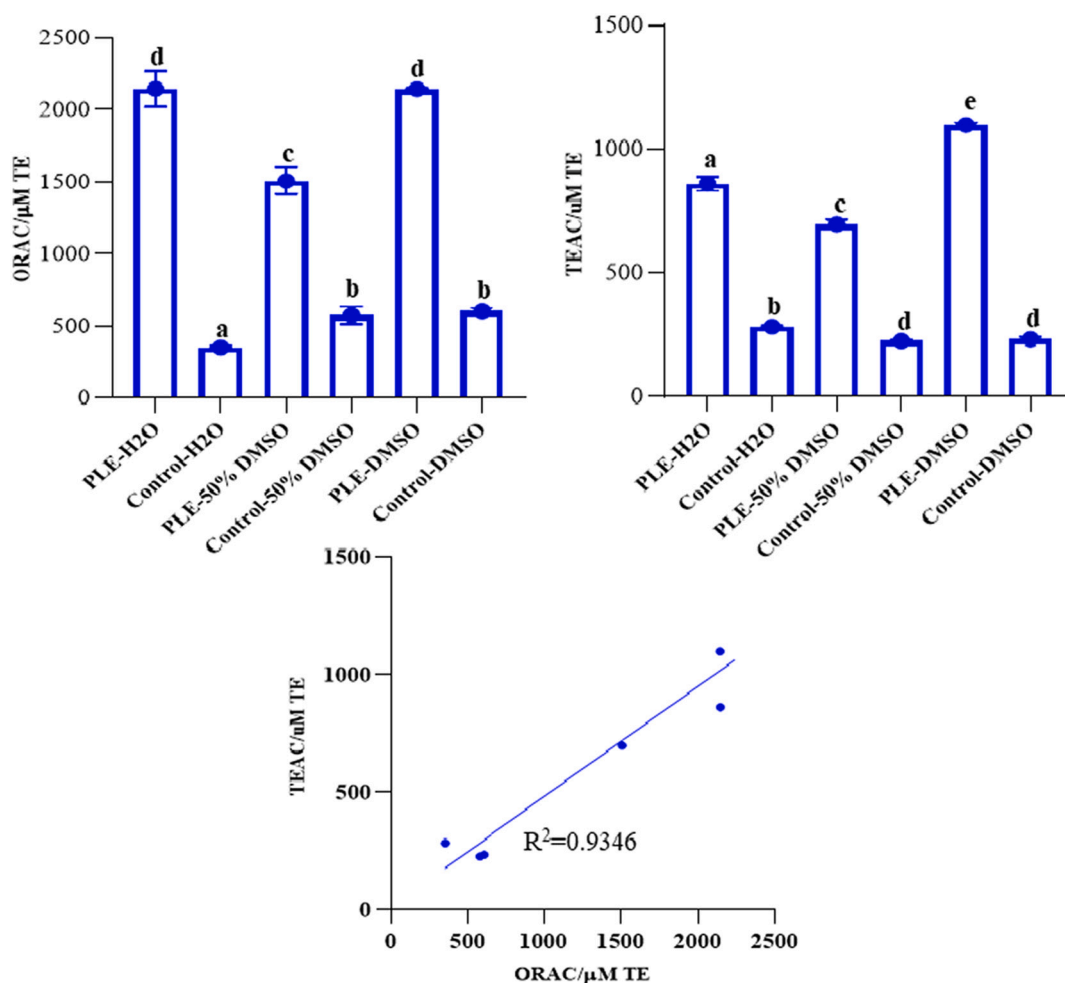 2500
2000
1500
1000
500
0
ORAC/μM TE
d
a
c
b
d
b
PLE-H2O
Control-H2O
PLE-50% DMSO
Control-50% DMSO
PLE-DMSO
Control-DMSO
1500
1000
500
0
TEAC/uM TE
a
b
c
d
e
d
PLE-H2O
Control-H2O
PLE-50% DMSO
Control-50% DMSO
PLE-DMSO
Control-DMSO
1500
1000
500
0
TEAC/uM TE
R²=0.9346
0 500 1000 1500 2000 2500
ORAC/μM TE